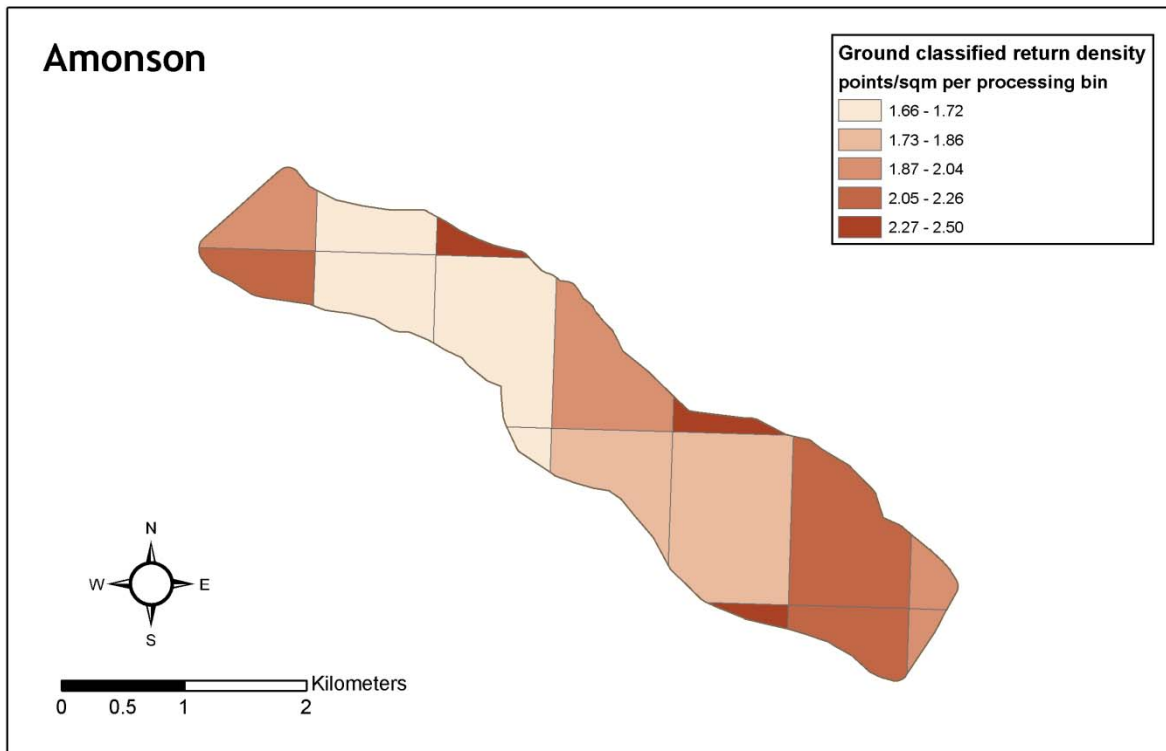 Amonson
Ground classified return density
points/sqm per processing bin
1.66 - 1.72
1.73 - 1.86
1.87 - 2.04
2.05 - 2.26
2.27 - 2.50
N
W E
S
Kilometers
0 0.5 1 2